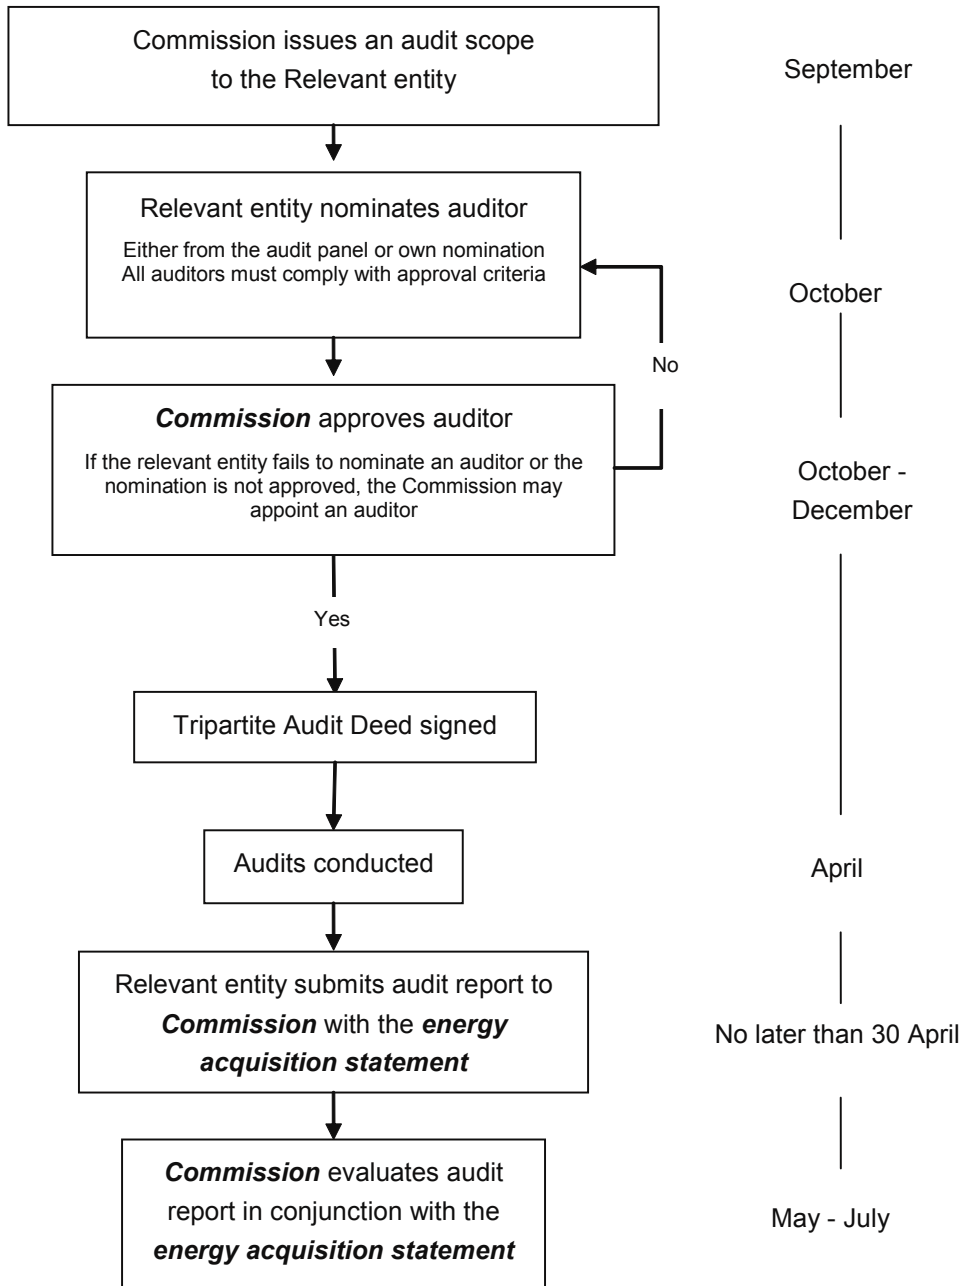 Commission issues an audit scope
to the Relevant entity
September
Relevant entity nominates auditor
Either from the audit panel or own nomination
All auditors must comply with approval criteria
October
No
Commission approves auditor
If the relevant entity fails to nominate an auditor or the
nomination is not approved, the Commission may
appoint an auditor
October -
December
Yes
Tripartite Audit Deed signed
Audits conducted
April
Relevant entity submits audit report to
Commission with the energy
acquisition statement
No later than 30 April
Commission evaluates audit
report in conjunction with the
energy acquisition statement
May - July